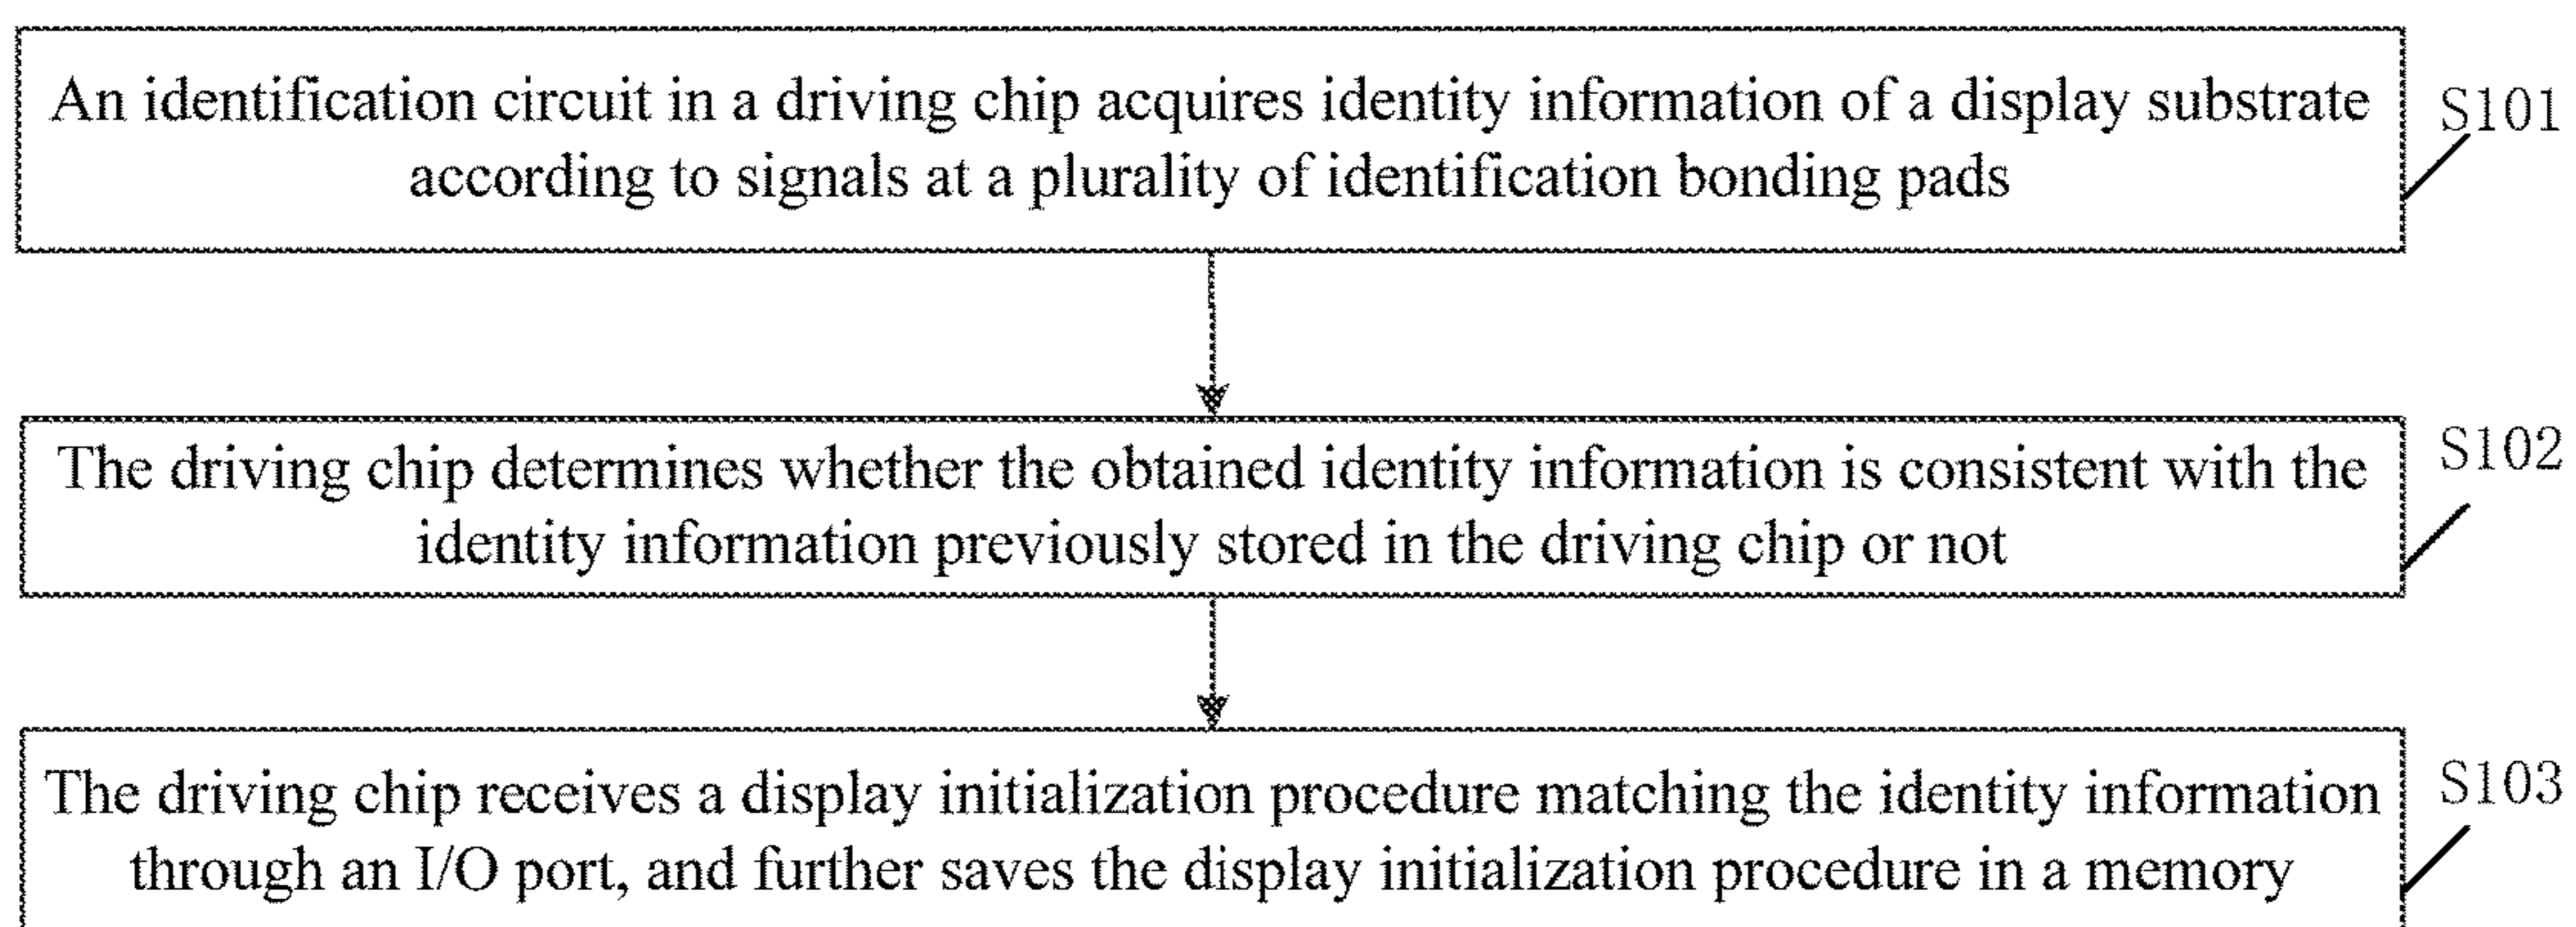 An identification circuit in a driving chip acquires identity information of a display substrate
according to signals at a plurality of identification bonding pads
S101
The driving chip determines whether the obtained identity information is consistent with the
identity information previously stored in the driving chip or not
S102
The driving chip receives a display initialization procedure matching the identity information
through an I/O port, and further saves the display initialization procedure in a memory
S103